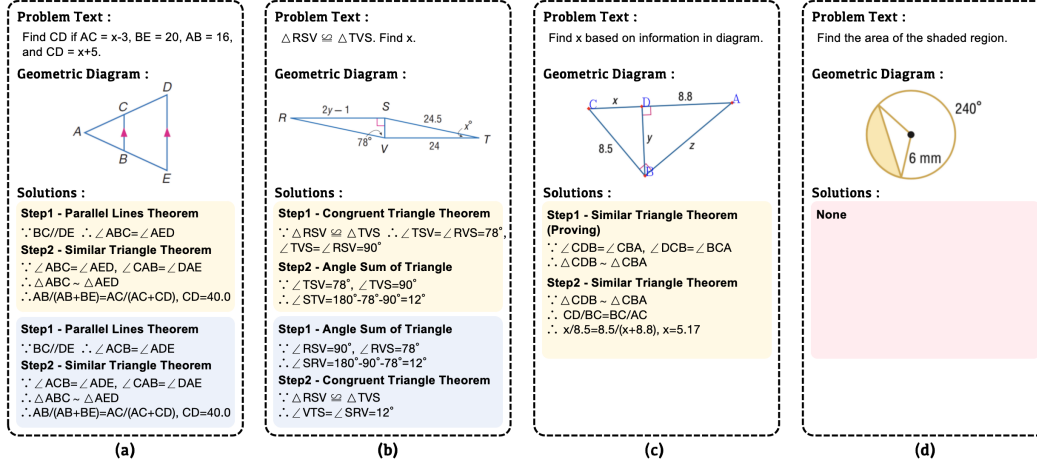 Problem Text :
Find CD if AC = x-3, BE = 20, AB = 16,
and CD = x+5.
Geometric Diagram :
D
C
A
B
E
Solutions :
Step1 - Parallel Lines Theorem
∵BC//DE ∴∠ABC=∠AED
Step2 - Similar Triangle Theorem
∵∠ABC=∠AED, ∠CAB=∠DAE
∴△ABC ~ △AED
∴AB/(AB+BE)=AC/(AC+CD), CD=40.0
Step1 - Parallel Lines Theorem
∵BC//DE ∴∠ACB=∠ADE
Step2 - Similar Triangle Theorem
∵∠ACB=∠ADE, ∠CAB=∠DAE
∴△ABC ~ △AED
∴AB/(AB+BE)=AC/(AC+CD), CD=40.0
(a)
Problem Text :
△RSV ≌ △TVS. Find x.
Geometric Diagram :
2y − 1
S
R
24.5
x°
78°
V
24
T
Solutions :
Step1 - Congruent Triangle Theorem
∵△RSV ≌ △TVS ∴∠TSV=∠RVS=78°,
∠TVS=∠RSV=90°
Step2 - Angle Sum of Triangle
∵∠TSV=78°, ∠TVS=90°
∴∠STV=180°-78°-90°=12°
Step1 - Angle Sum of Triangle
∵∠RSV=90°, ∠RVS=78°
∴∠SRV=180°-90°-78°=12°
Step2 - Congruent Triangle Theorem
∵△RSV ≌ △TVS
∴∠VTS=∠SRV=12°
(b)
Problem Text :
Find x based on information in diagram.
Geometric Diagram :
C
x
D
8.8
A
8.5
y
z
B
Solutions :
Step1 - Similar Triangle Theorem
(Proving)
∵∠CDB=∠CBA, ∠DCB=∠BCA
∴△CDB ~ △CBA
Step2 - Similar Triangle Theorem
∵△CDB ~ △CBA
∴ CD/BC=BC/AC
∴ x/8.5=8.5/(x+8.8), x=5.17
(c)
Problem Text :
Find the area of the shaded region.
Geometric Diagram :
240°
6 mm
Solutions :
None
(d)